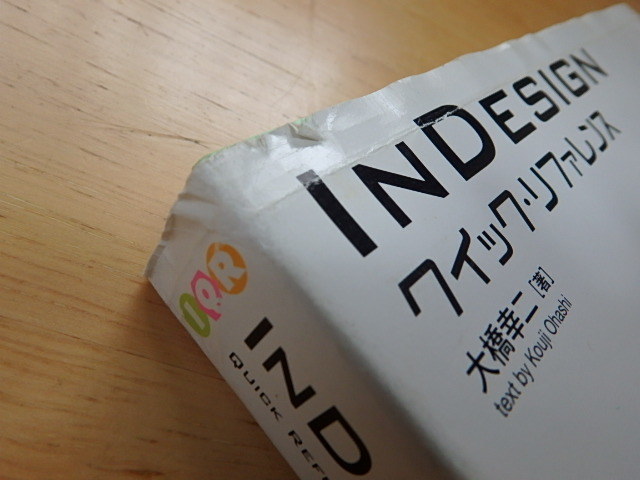 INDESIGN
クイック・リファレンス
大橋幸二[著]
text by Kouji Ohashi
IQR
IND
QUICK REF